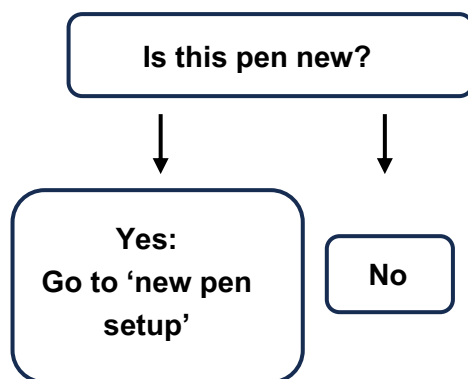 Is this pen new?
Yes:
Go to ‘new pen
setup’
No